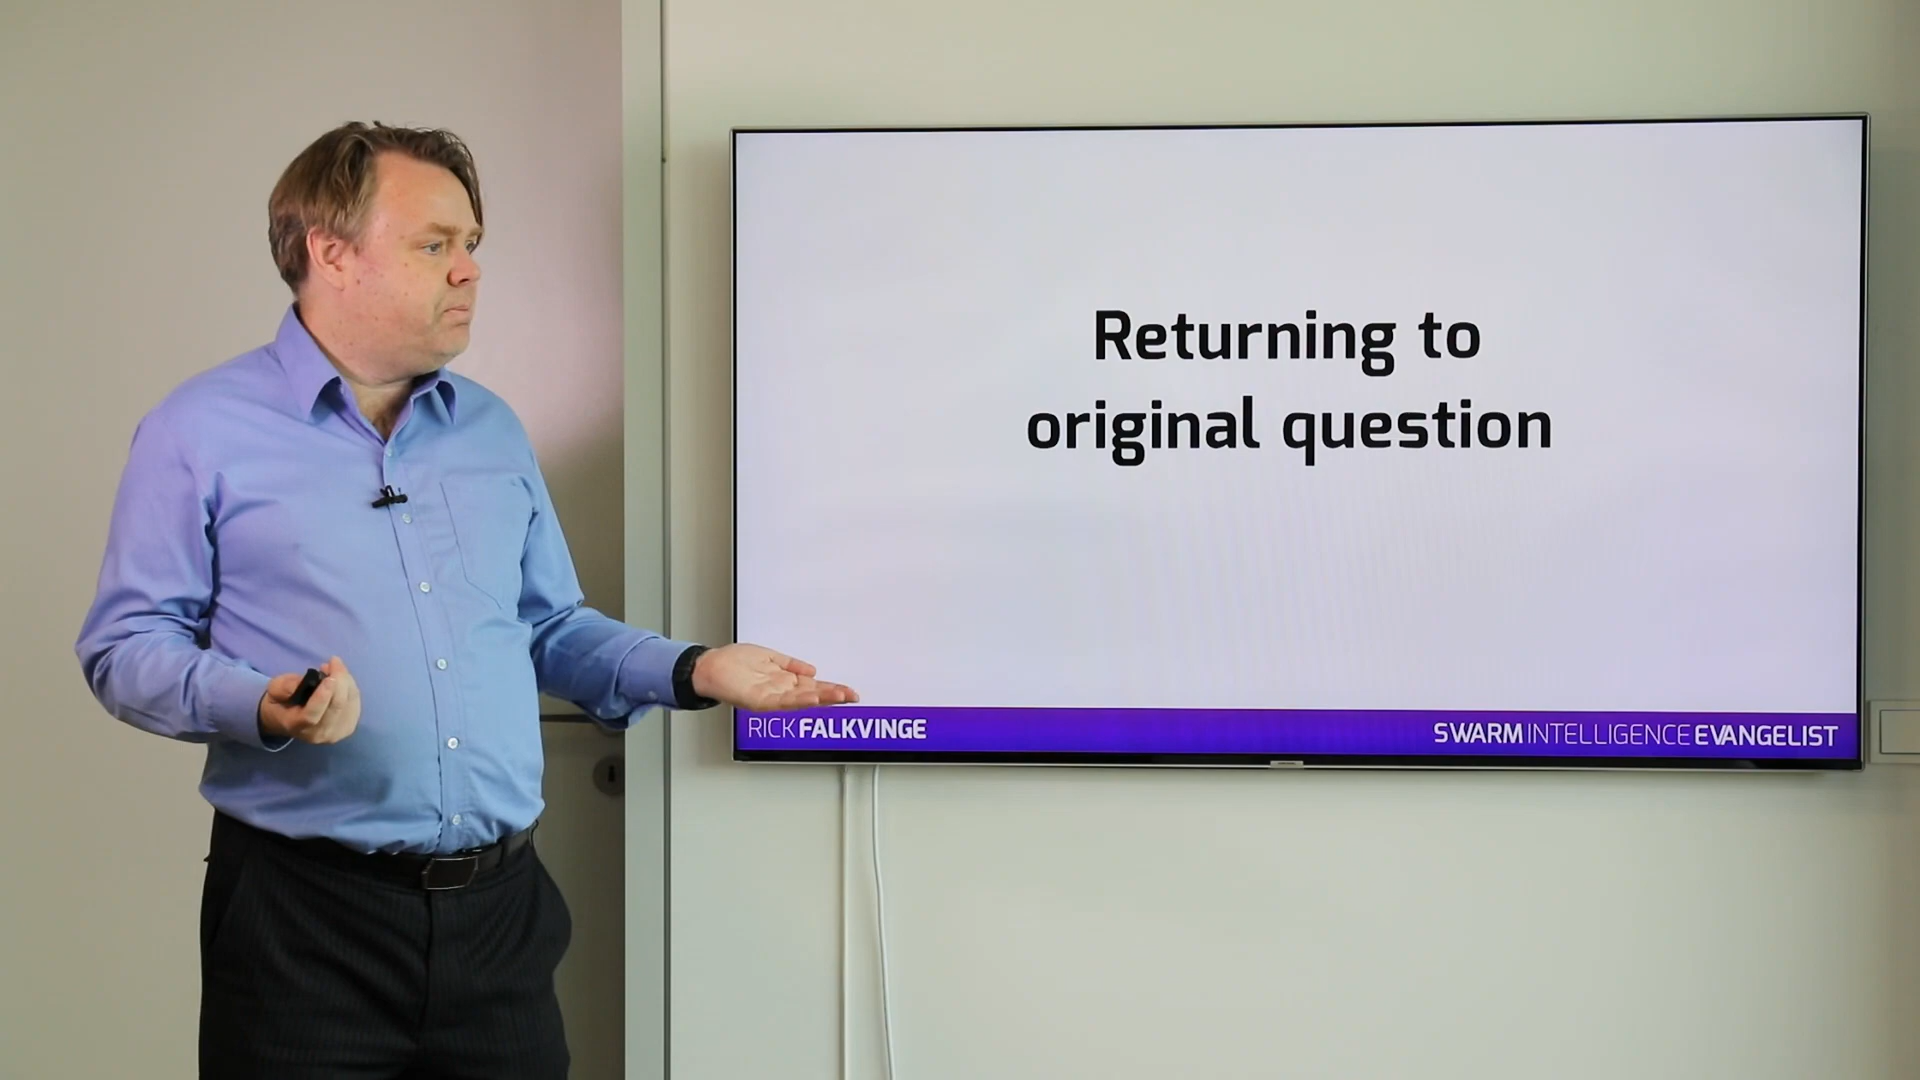 Returning to
original question
RICK FALKVINGE
SWARM INTELLIGENCE EVANGELIST